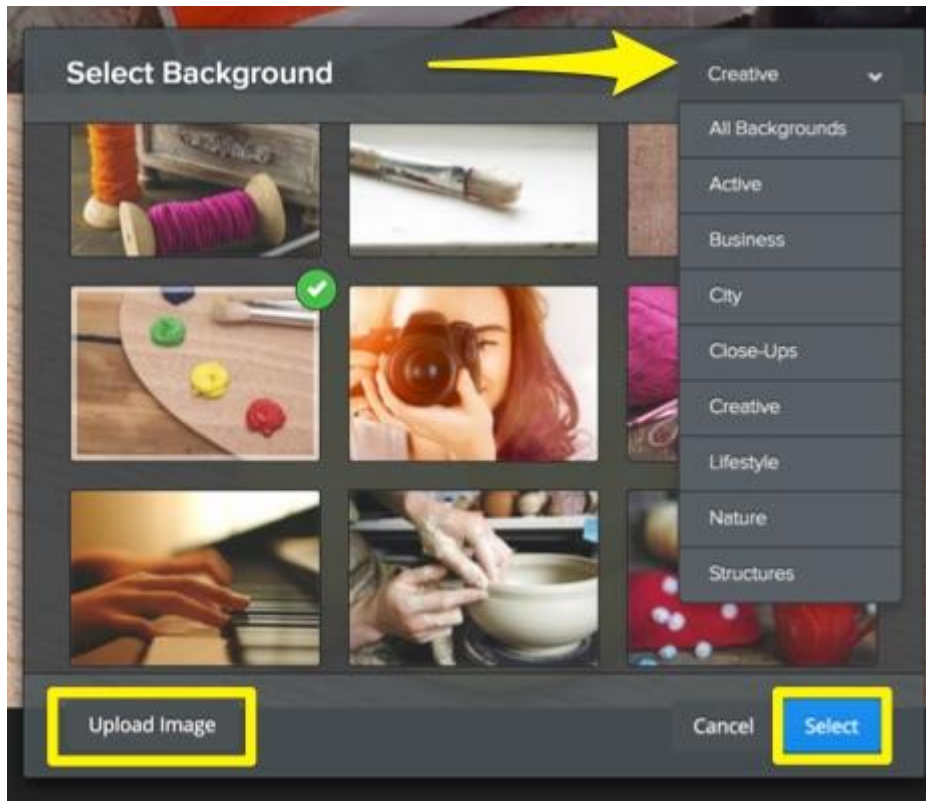 Select Background
Creative
All Backgrounds
Active
Business
City
Close-Ups
Creative
Lifestyle
Nature
Structures
Upload Image
Cancel
Select